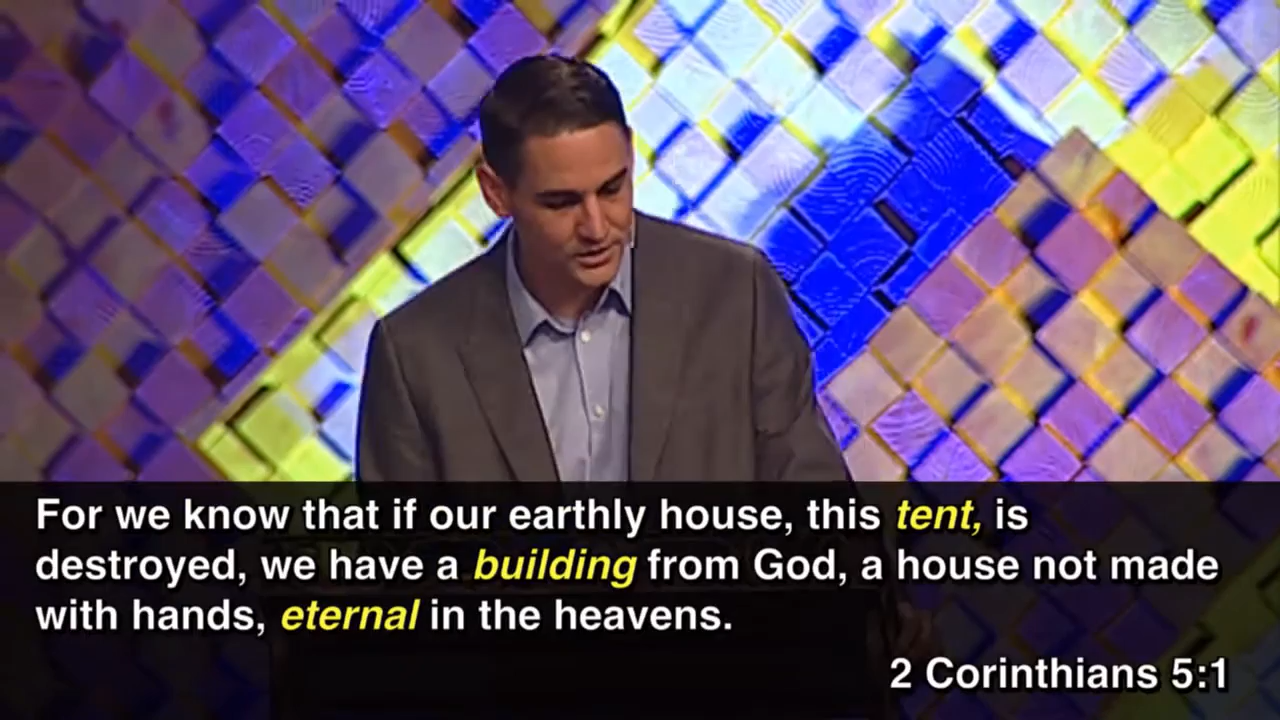 For we know that if our earthly house, this tent, is
destroyed, we have a building from God, a house not made
with hands, eternal in the heavens.
2 Corinthians 5:1